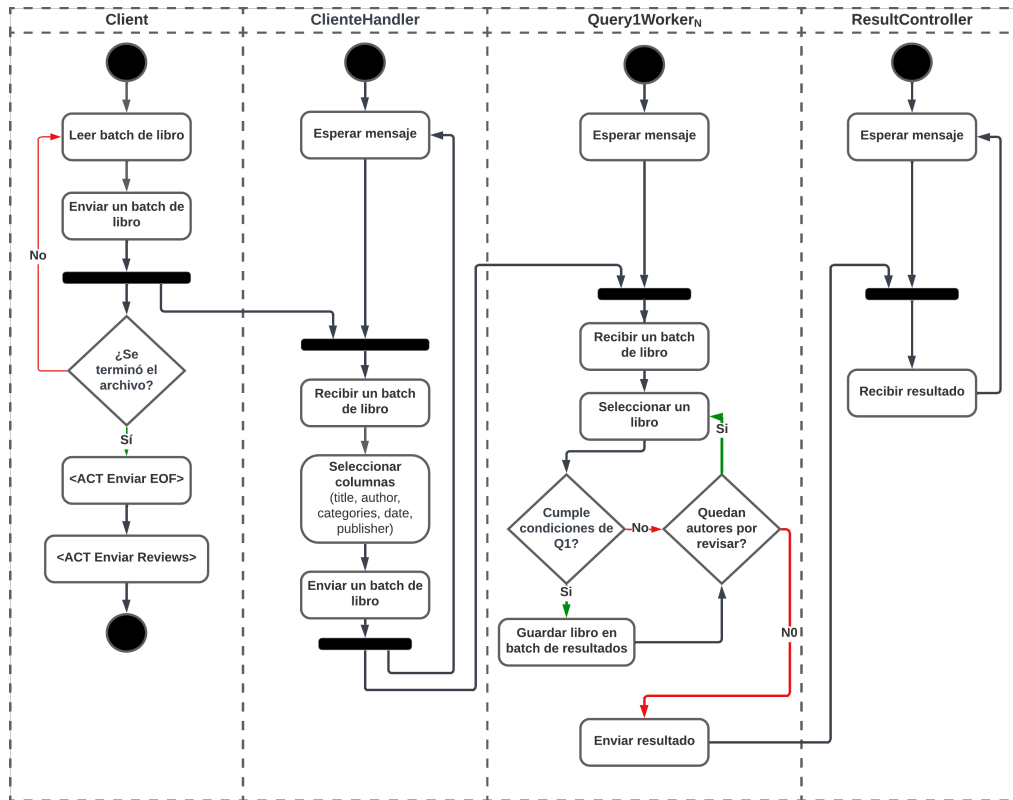 Client
ClienteHandler
Query1WorkerN
ResultController
Leer batch de libro
Enviar un batch de
libro
No
¿Se
terminó el
archivo?
Sí
<ACT Enviar EOF>
<ACT Enviar Reviews>
Esperar mensaje
Recibir un batch
de libro
Seleccionar
columnas
(title, author,
categories, date,
publisher)
Enviar un batch de
libro
Esperar mensaje
Recibir un batch
de libro
Seleccionar un
libro
Si
Cumple
condiciones de
Q1?
No
Quedan
autores por
revisar?
Si
Guardar libro en
batch de resultados
N0
Enviar resultado
Esperar mensaje
Recibir resultado